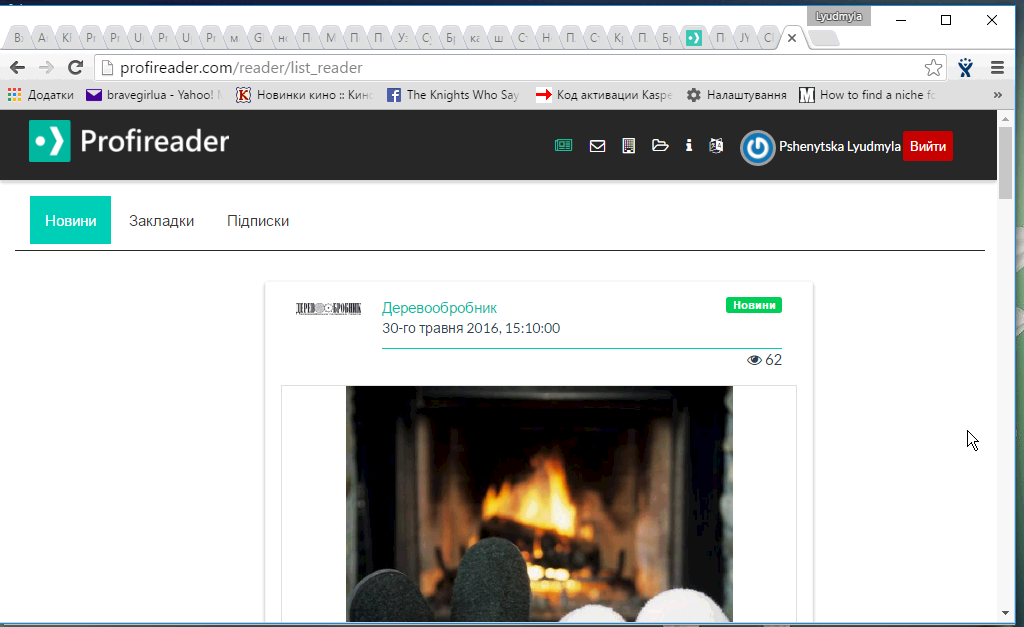 Lyudmyla
profireader.com/reader/list_reader
Додатки bravegirlua - Yahoo! Новинки кино :: Кино The Knights Who Say Код активации Kaspe Налаштування How to find a niche fo »
Profireader Pshenytska Lyudmyla Вийти
Новини Закладки Підписки
ДЕРЕВООБРОБНИК Деревообробник Новини
30-го травня 2016, 15:10:00
62